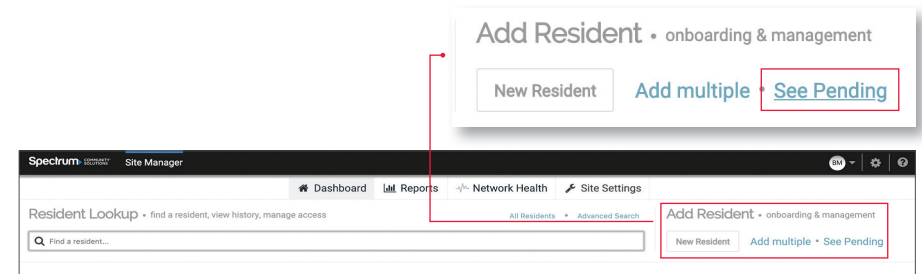 Add Resident • onboarding & management
New Resident Add multiple • See Pending
Spectrum COMMUNITY SOLUTIONS Site Manager BM
Dashboard Reports Network Health Site Settings
Resident Lookup • find a resident, view history, manage access All Residents • Advanced Search Add Resident • onboarding & management
Find a resident... New Resident Add multiple • See Pending